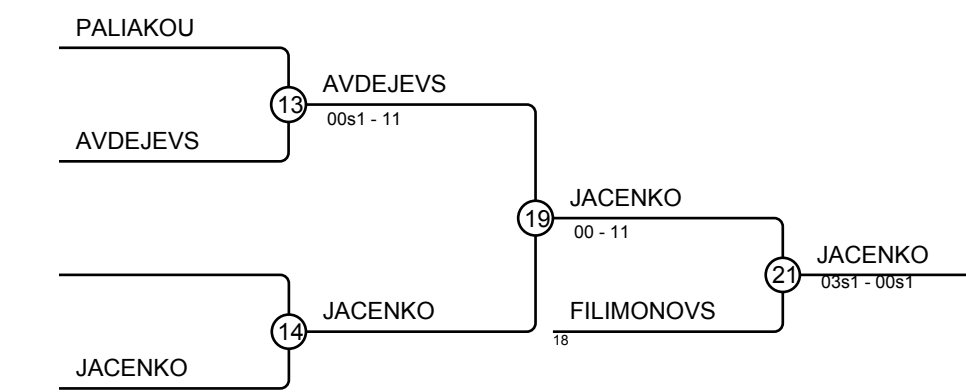 PALIAKOU
13
AVDEJEVS
00s1 - 11
AVDEJEVS
19
JACENKO
00 - 11
21
JACENKO
03s1 - 00s1
14
JACENKO
FILIMONOVS
18
JACENKO